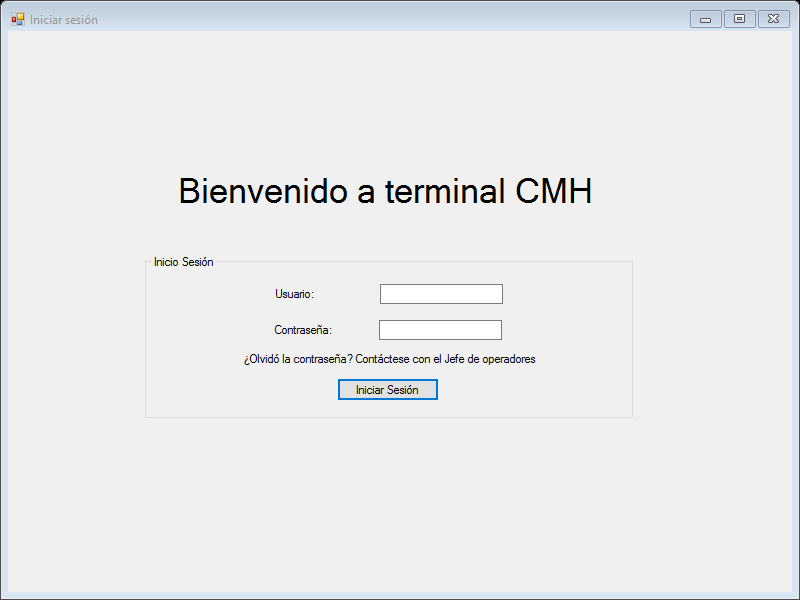 Iniciar sesión
Bienvenido a terminal CMH
Inicio Sesión
Usuario:
Contraseña:
¿Olvidó la contraseña? Contáctese con el Jefe de operadores
Iniciar Sesión